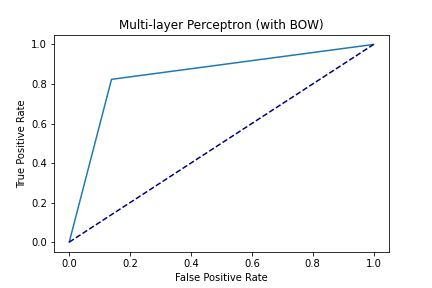 Multi-layer Perceptron (with BOW)
1.0
0.8
0.6
0.4
0.2
0.0
True Positive Rate
0.0 0.2 0.4 0.6 0.8 1.0
False Positive Rate